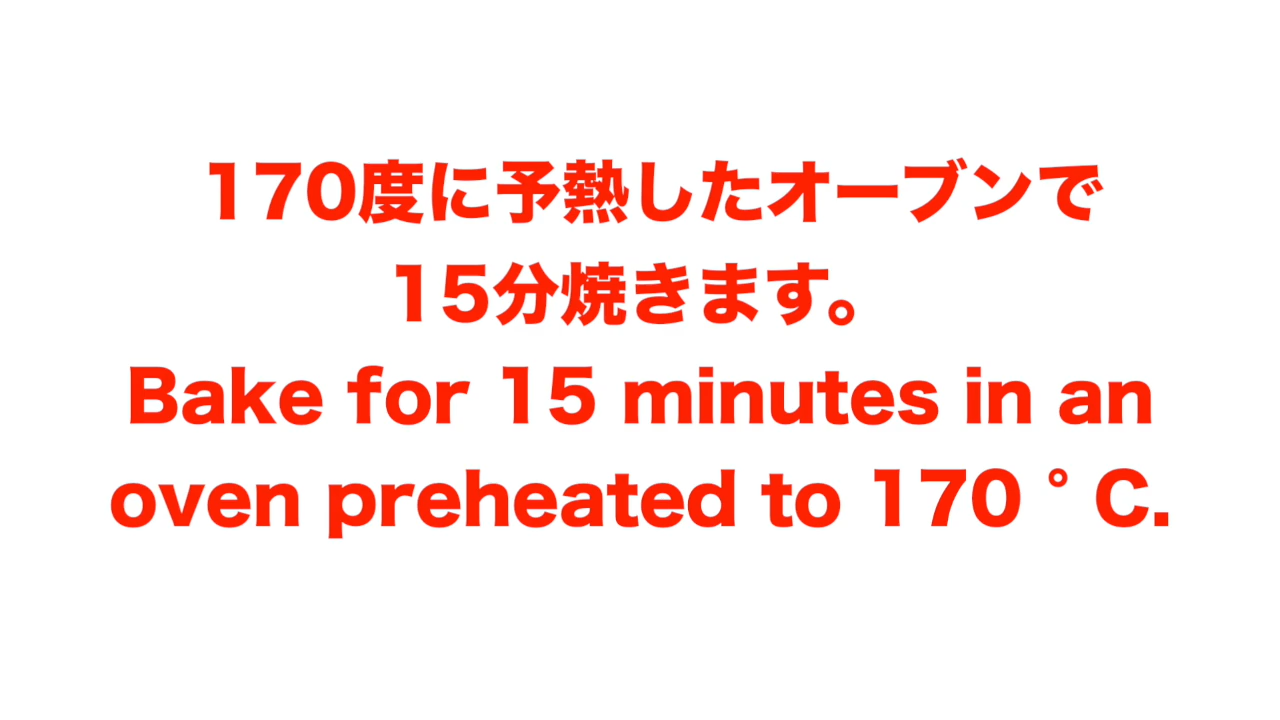 170度に予熱したオーブンで
15分焼きます。
Bake for 15 minutes in an
oven preheated to 170 ° C.